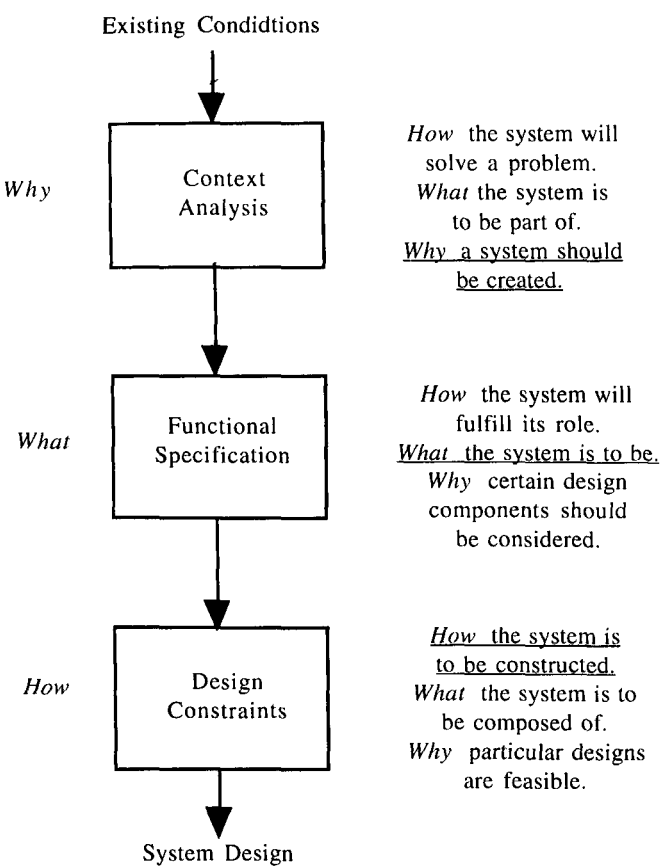 Existing Condidtions
Why
Context
Analysis
How the system will
solve a problem.
What the system is
to be part of.
Why a system should
be created.
What
Functional
Specification
How the system will
fulfill its role.
What the system is to be.
Why certain design
components should
be considered.
How
Design
Constraints
How the system is
to be constructed.
What the system is to
be composed of.
Why particular designs
are feasible.
System Design